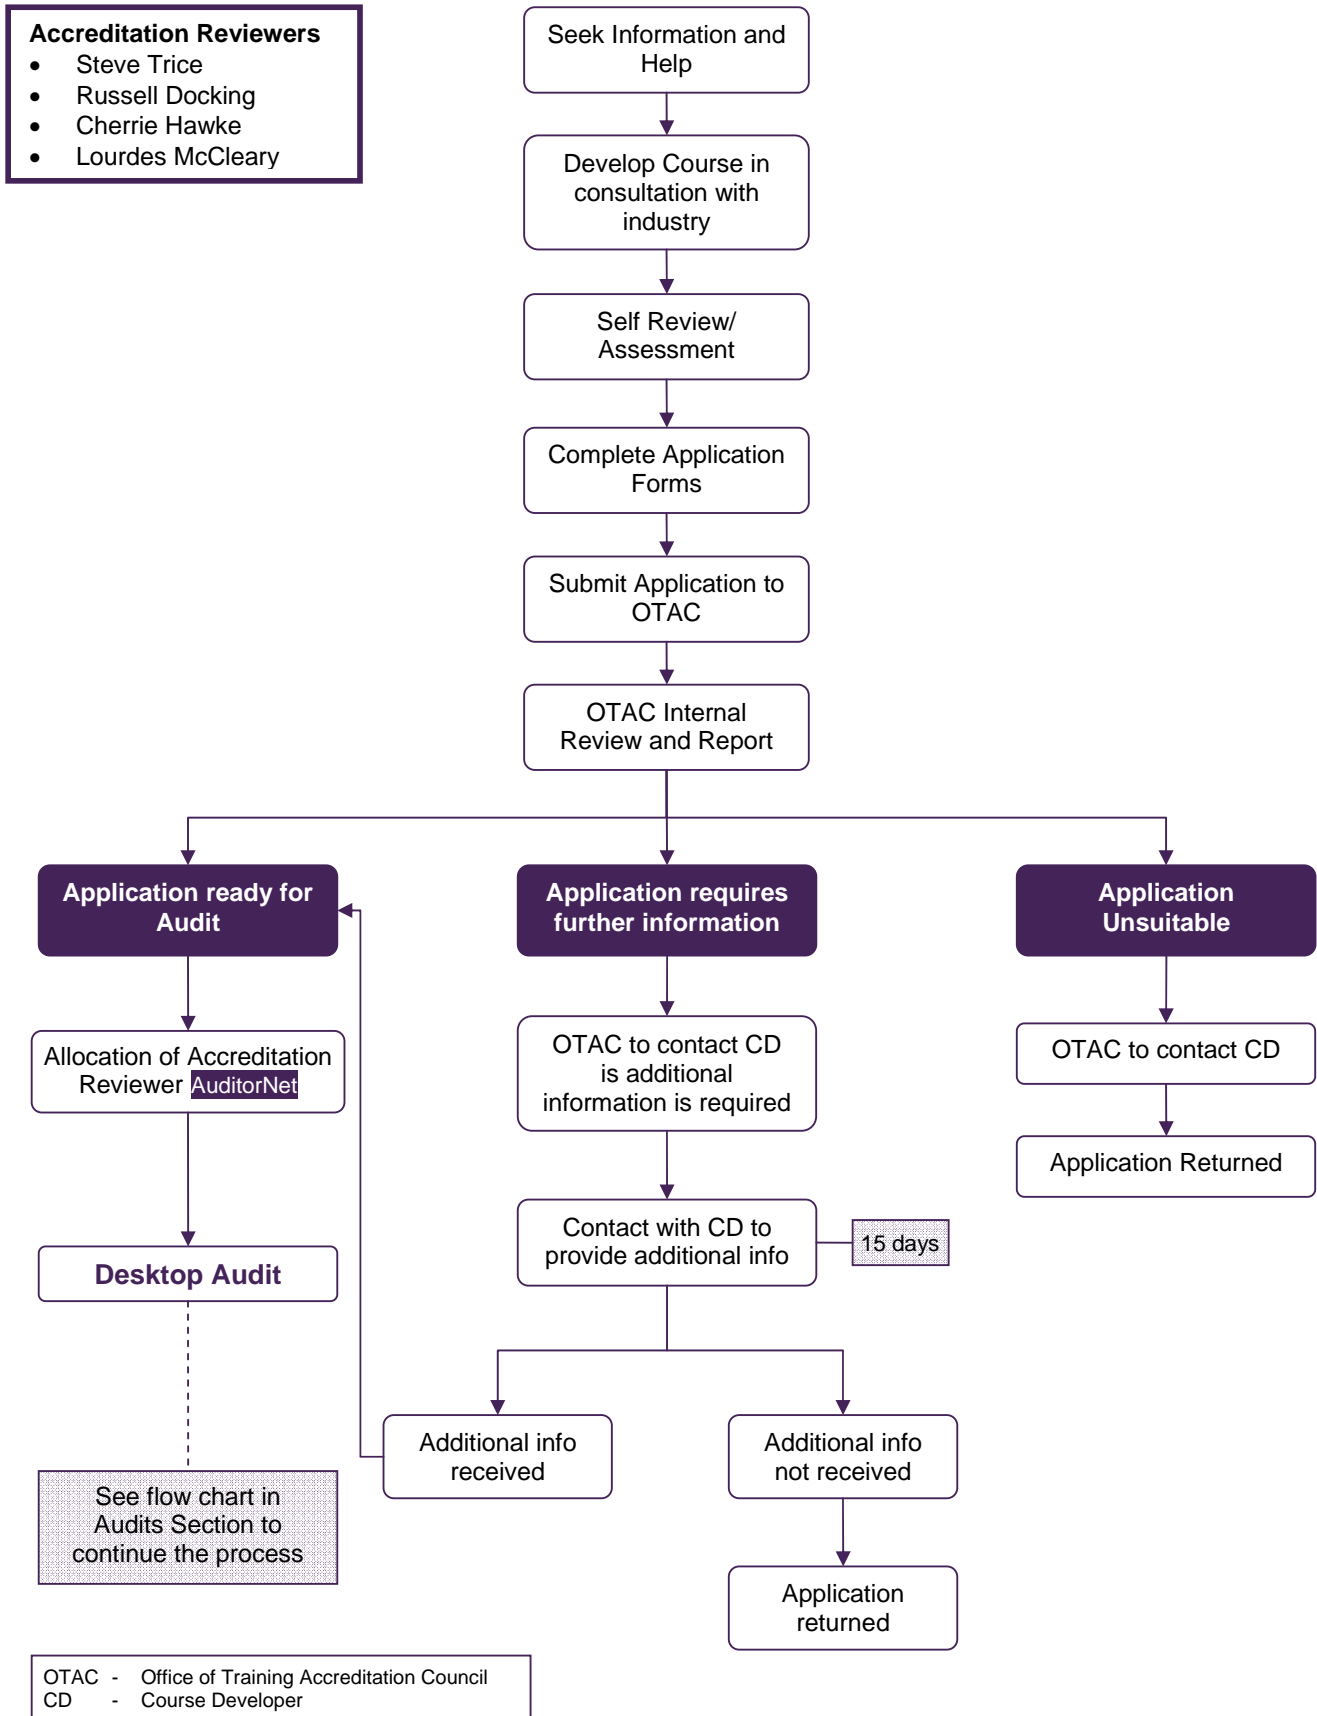 Accreditation Reviewers
• Steve Trice
• Russell Docking
• Cherrie Hawke
• Lourdes McCleary
Seek Information and
Help
Develop Course in
consultation with
industry
Self Review/
Assessment
Complete Application
Forms
Submit Application to
OTAC
OTAC Internal
Review and Report
Application ready for
Audit
Application requires
further information
Application
Unsuitable
Allocation of Accreditation
Reviewer AuditorNet
OTAC to contact CD
is additional
information is required
OTAC to contact CD
Application Returned
Contact with CD to
provide additional info
15 days
Desktop Audit
Additional info
received
Additional info
not received
See flow chart in
Audits Section to
continue the process
Application
returned
OTAC - Office of Training Accreditation Council
CD - Course Developer